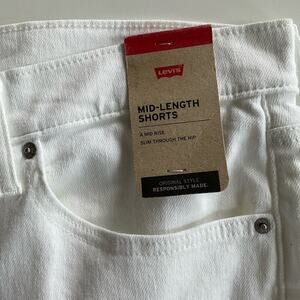 Levi's
MID-LENGTH
SHORTS
A MID RISE
SLIM THROUGH THE HIP
ORIGINAL STYLE.
RESPONSIBLY MADE.